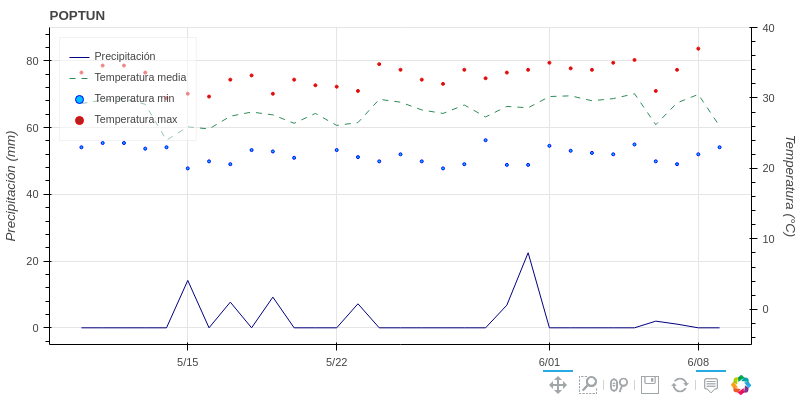 POPTUN
Precipitación
Temperatura media
Temperatura min
Temperatura max
80
60
40
20
0
Precipitación (mm)
40
30
20
10
0
Temperatura (°C)
5/15
5/22
6/01
6/08